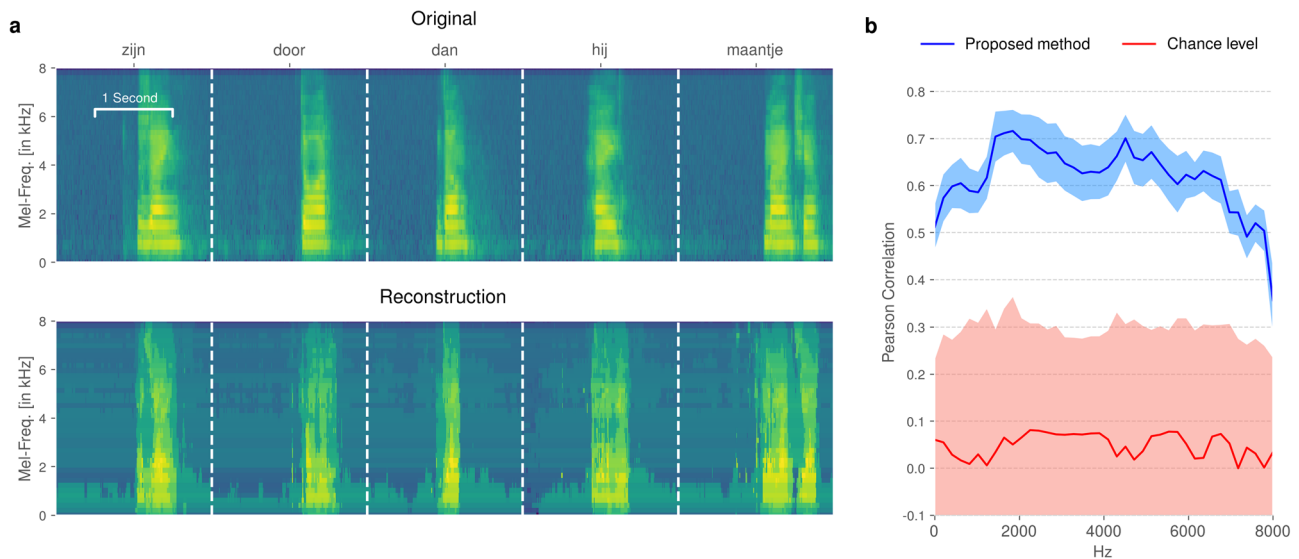 a
Original
zijn door dan hij maantje
Mel-Freq. [in kHz]
8
6
4
2
0
1 Second
Reconstruction
Mel-Freq. [in kHz]
8
6
4
2
0
b
Proposed method Chance level
Pearson Correlation
0.8
0.7
0.6
0.5
0.4
0.3
0.2
0.1
0.0
-0.1
0 2000 4000 6000 8000
Hz